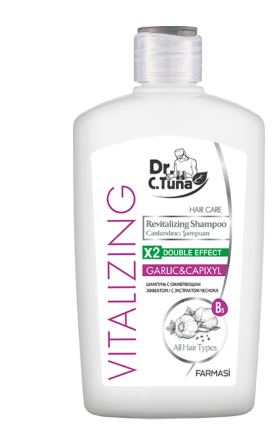 VITALIZING
Dr.
C.Tuna
HAIR CARE
Revitalizing Shampoo
Canlandırıcı Şampuan
X2 DOUBLE EFFECT
GARLIC&CAPIXYL
ШАМПУНЬ С ОЖИВЛЯЮЩИМ
ЭФФЕКТОМ / С ЭКСТРАКТОМ ЧЕСНОКА
B5
All Hair Types
FARMASİ